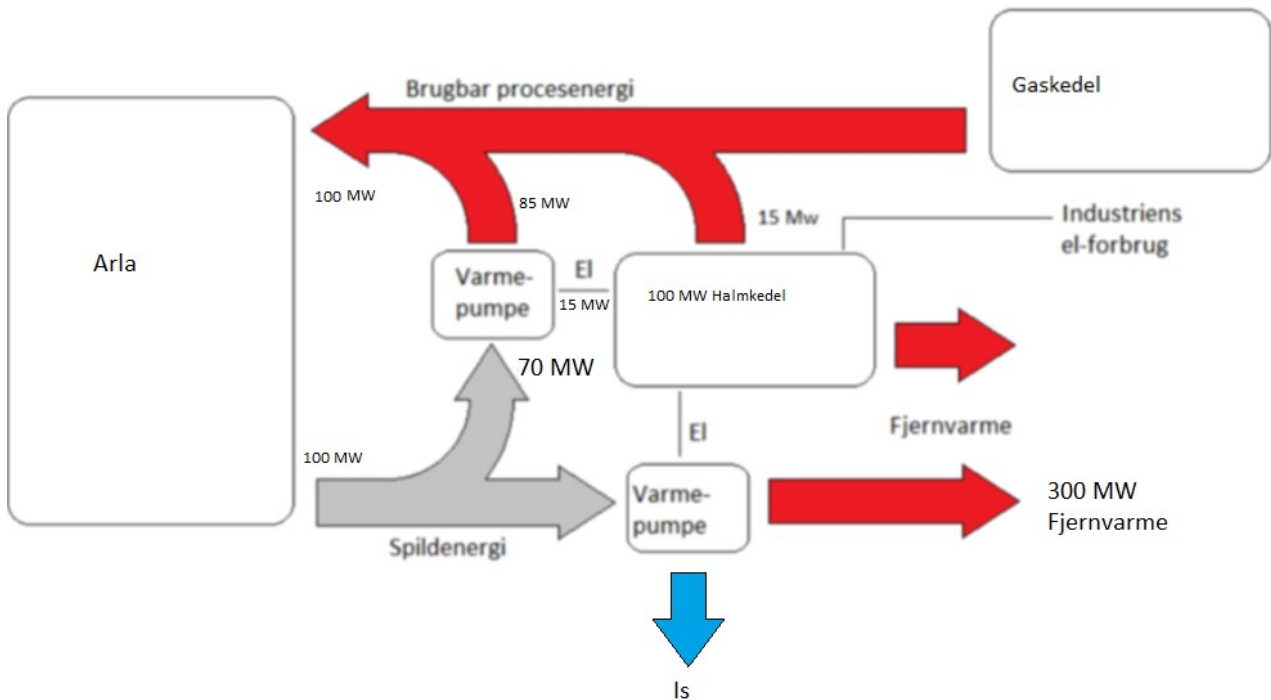 Gaskedel
Brugbar procesenergi
100 MW
85 MW
15 Mw
Industriens
el-forbrug
Arla
Varme-
pumpe
El
15 MW
100 MW Halmkedel
70 MW
Fjernvarme
El
100 MW
Varme-
pumpe
300 MW
Fjernvarme
Spildenergi
Is